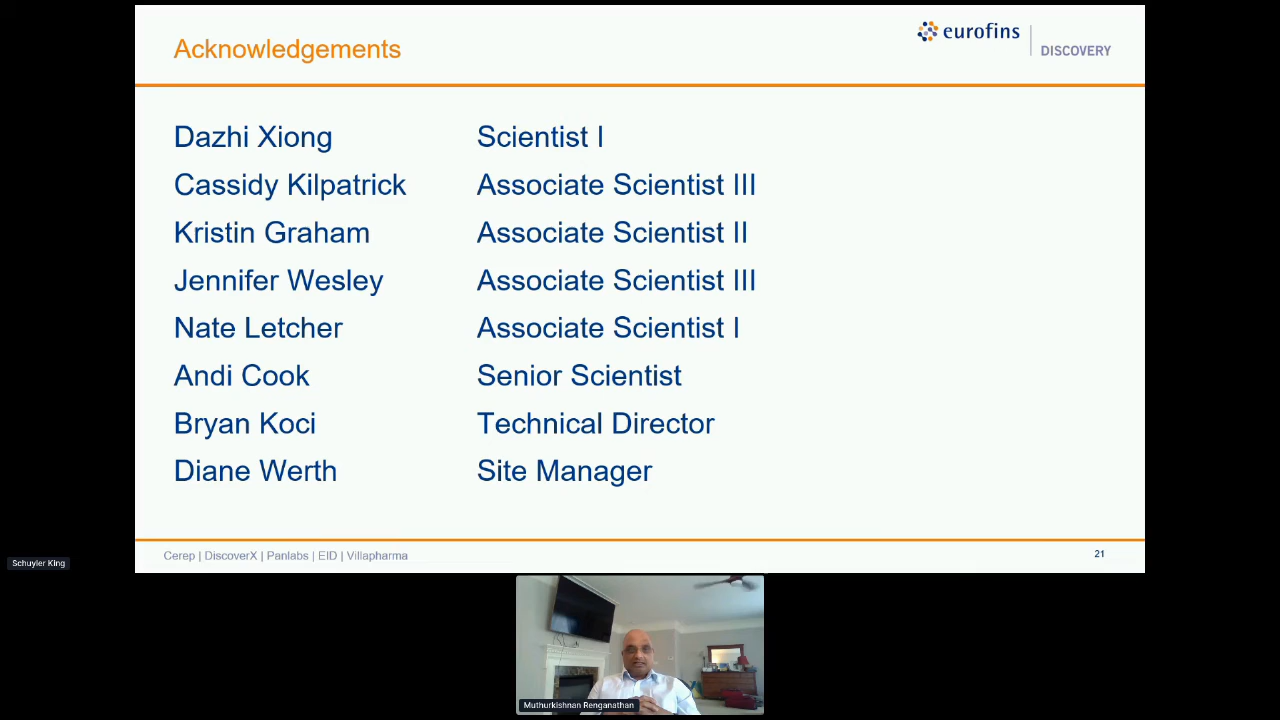 Acknowledgements
eurofins
DISCOVERY
Dazhi Xiong Scientist I
Cassidy Kilpatrick Associate Scientist III
Kristin Graham Associate Scientist II
Jennifer Wesley Associate Scientist III
Nate Letcher Associate Scientist I
Andi Cook Senior Scientist
Bryan Koci Technical Director
Diane Werth Site Manager
Cerep | DiscoverX | Panlabs | EID | Villapharma
21
Schuyler King
Muthurkishnan Renganathan